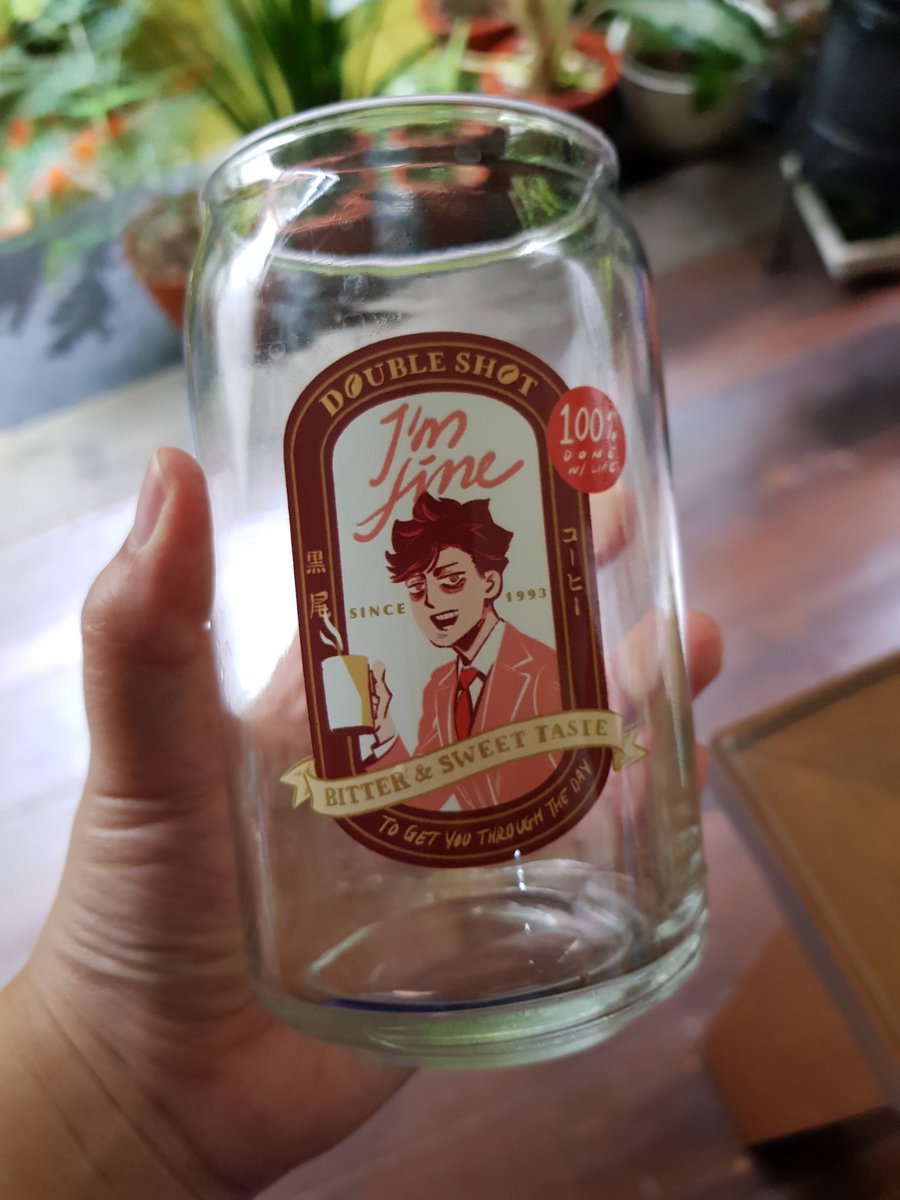 DOUBLE SHOT
I'm
fine
100%
DONE
W/ LIFE
黒尾
コーヒー
SINCE 1993
BITTER & SWEET TASTE
TO GET YOU THROUGH THE DAY